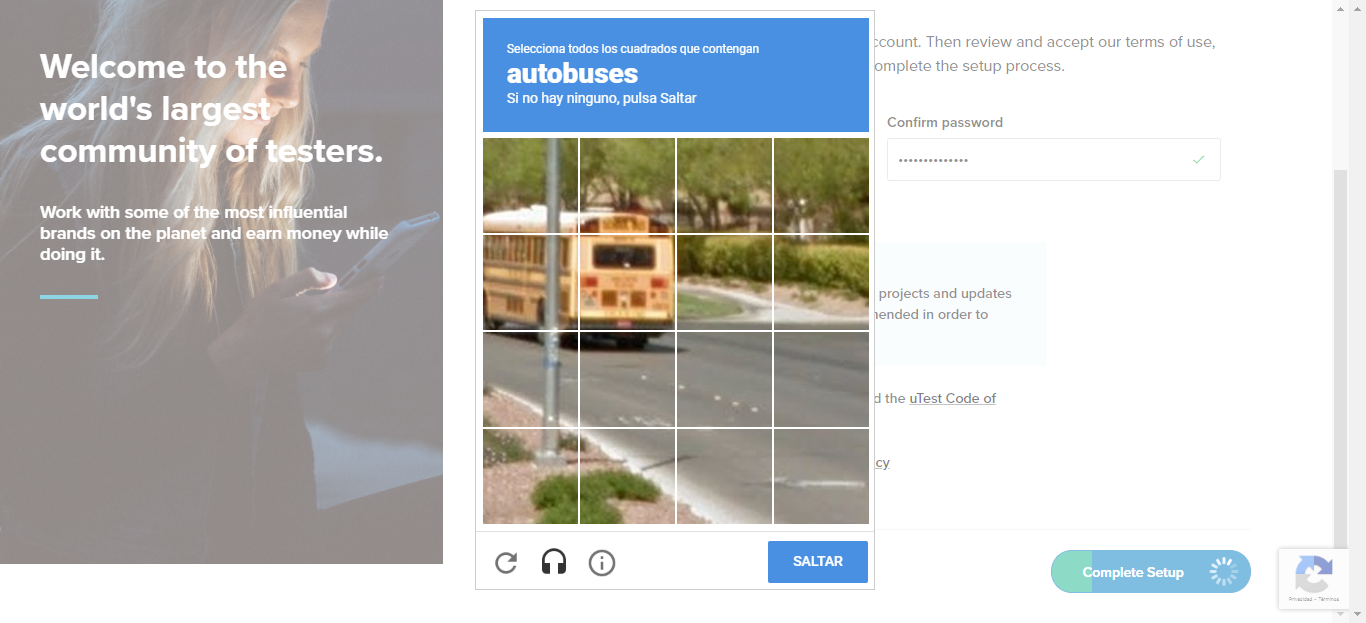 Welcome to the
world's largest
community of testers.
Work with some of the most influential
brands on the planet and earn money while
doing it.
Selecciona todos los cuadrados que contengan
autobuses
Si no hay ninguno, pulsa Saltar
SALTAR
ccount. Then review and accept our terms of use,
omplete the setup process.
Confirm password
projects and updates
nended in order to
d the uTest Code of
cy
Complete Setup
Privacidad - Términos